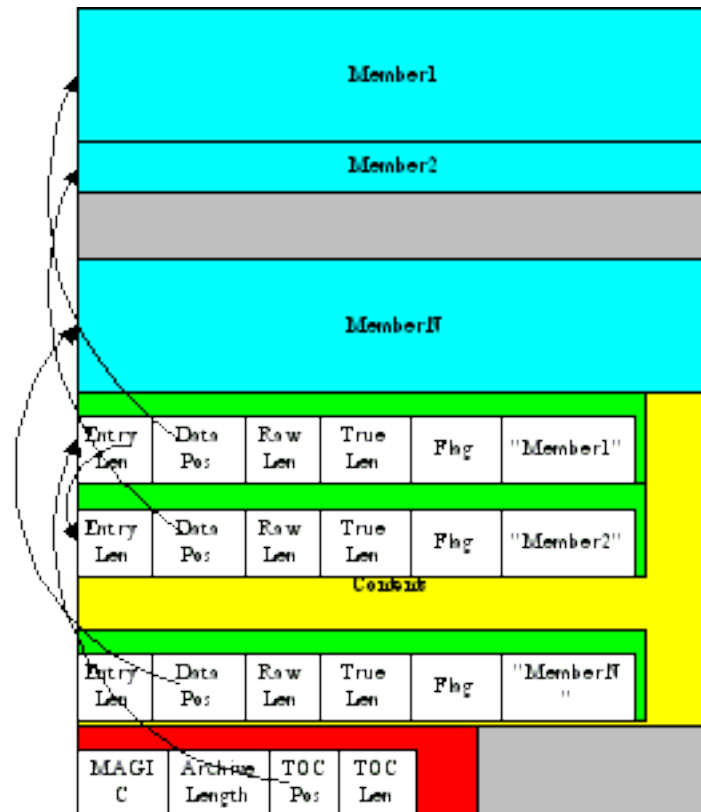 Member1
Member2
MemberN
Entry Len
Data Pos
Raw Len
True Len
Flag
"Member1"
Entry Len
Data Pos
Raw Len
True Len
Flag
"Member2"
Content
Entry Len
Data Pos
Raw Len
True Len
Flag
"MemberN
"
MAGI
C
Archive Length
TOC Pos
TOC Len